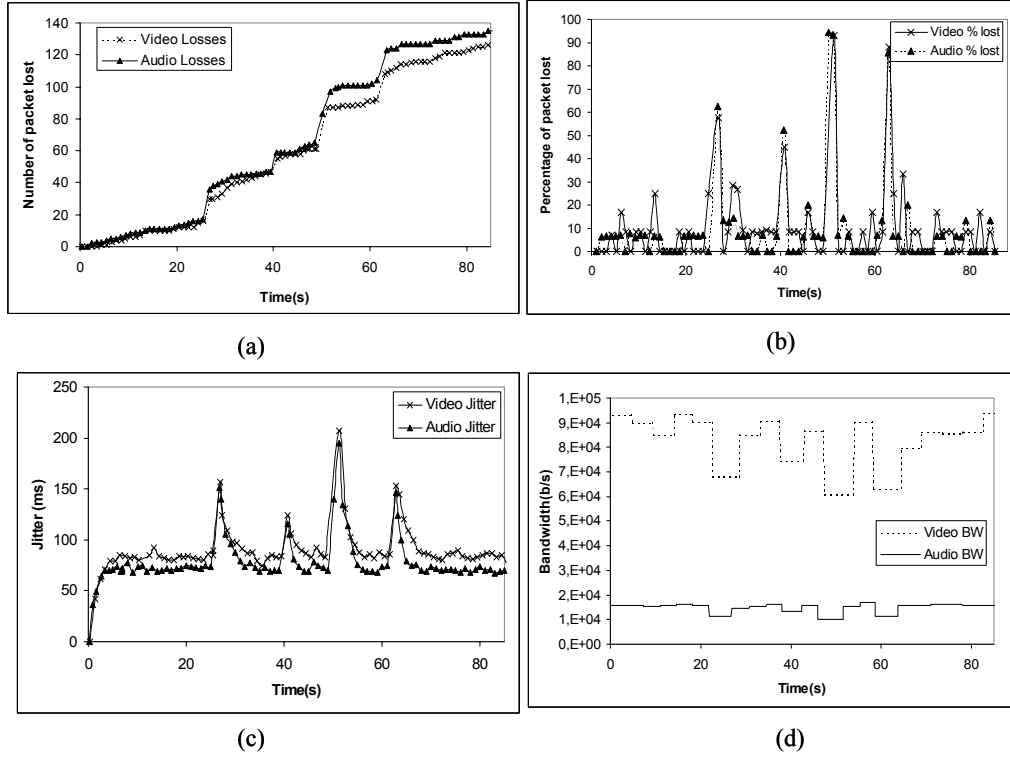 140
120
100
80
60
40
20
0
Number of packet lost
Video Losses
Audio Losses
0 20 40 60 80
Time(s)
(a)
100
90
80
70
60
50
40
30
20
10
0
Percentage of packet lost
Video % lost
Audio % lost
0 20 40 60 80
Time(s)
(b)
250
200
150
100
50
0
Jitter (ms)
Video Jitter
Audio Jitter
0 20 40 60 80
Time(s)
(c)
1,E+05
9,E+04
8,E+04
7,E+04
6,E+04
5,E+04
4,E+04
3,E+04
2,E+04
1,E+04
0,E+00
Bandwidth(b/s)
Video BW
Audio BW
0 20 40 60 80
Time(s)
(d)